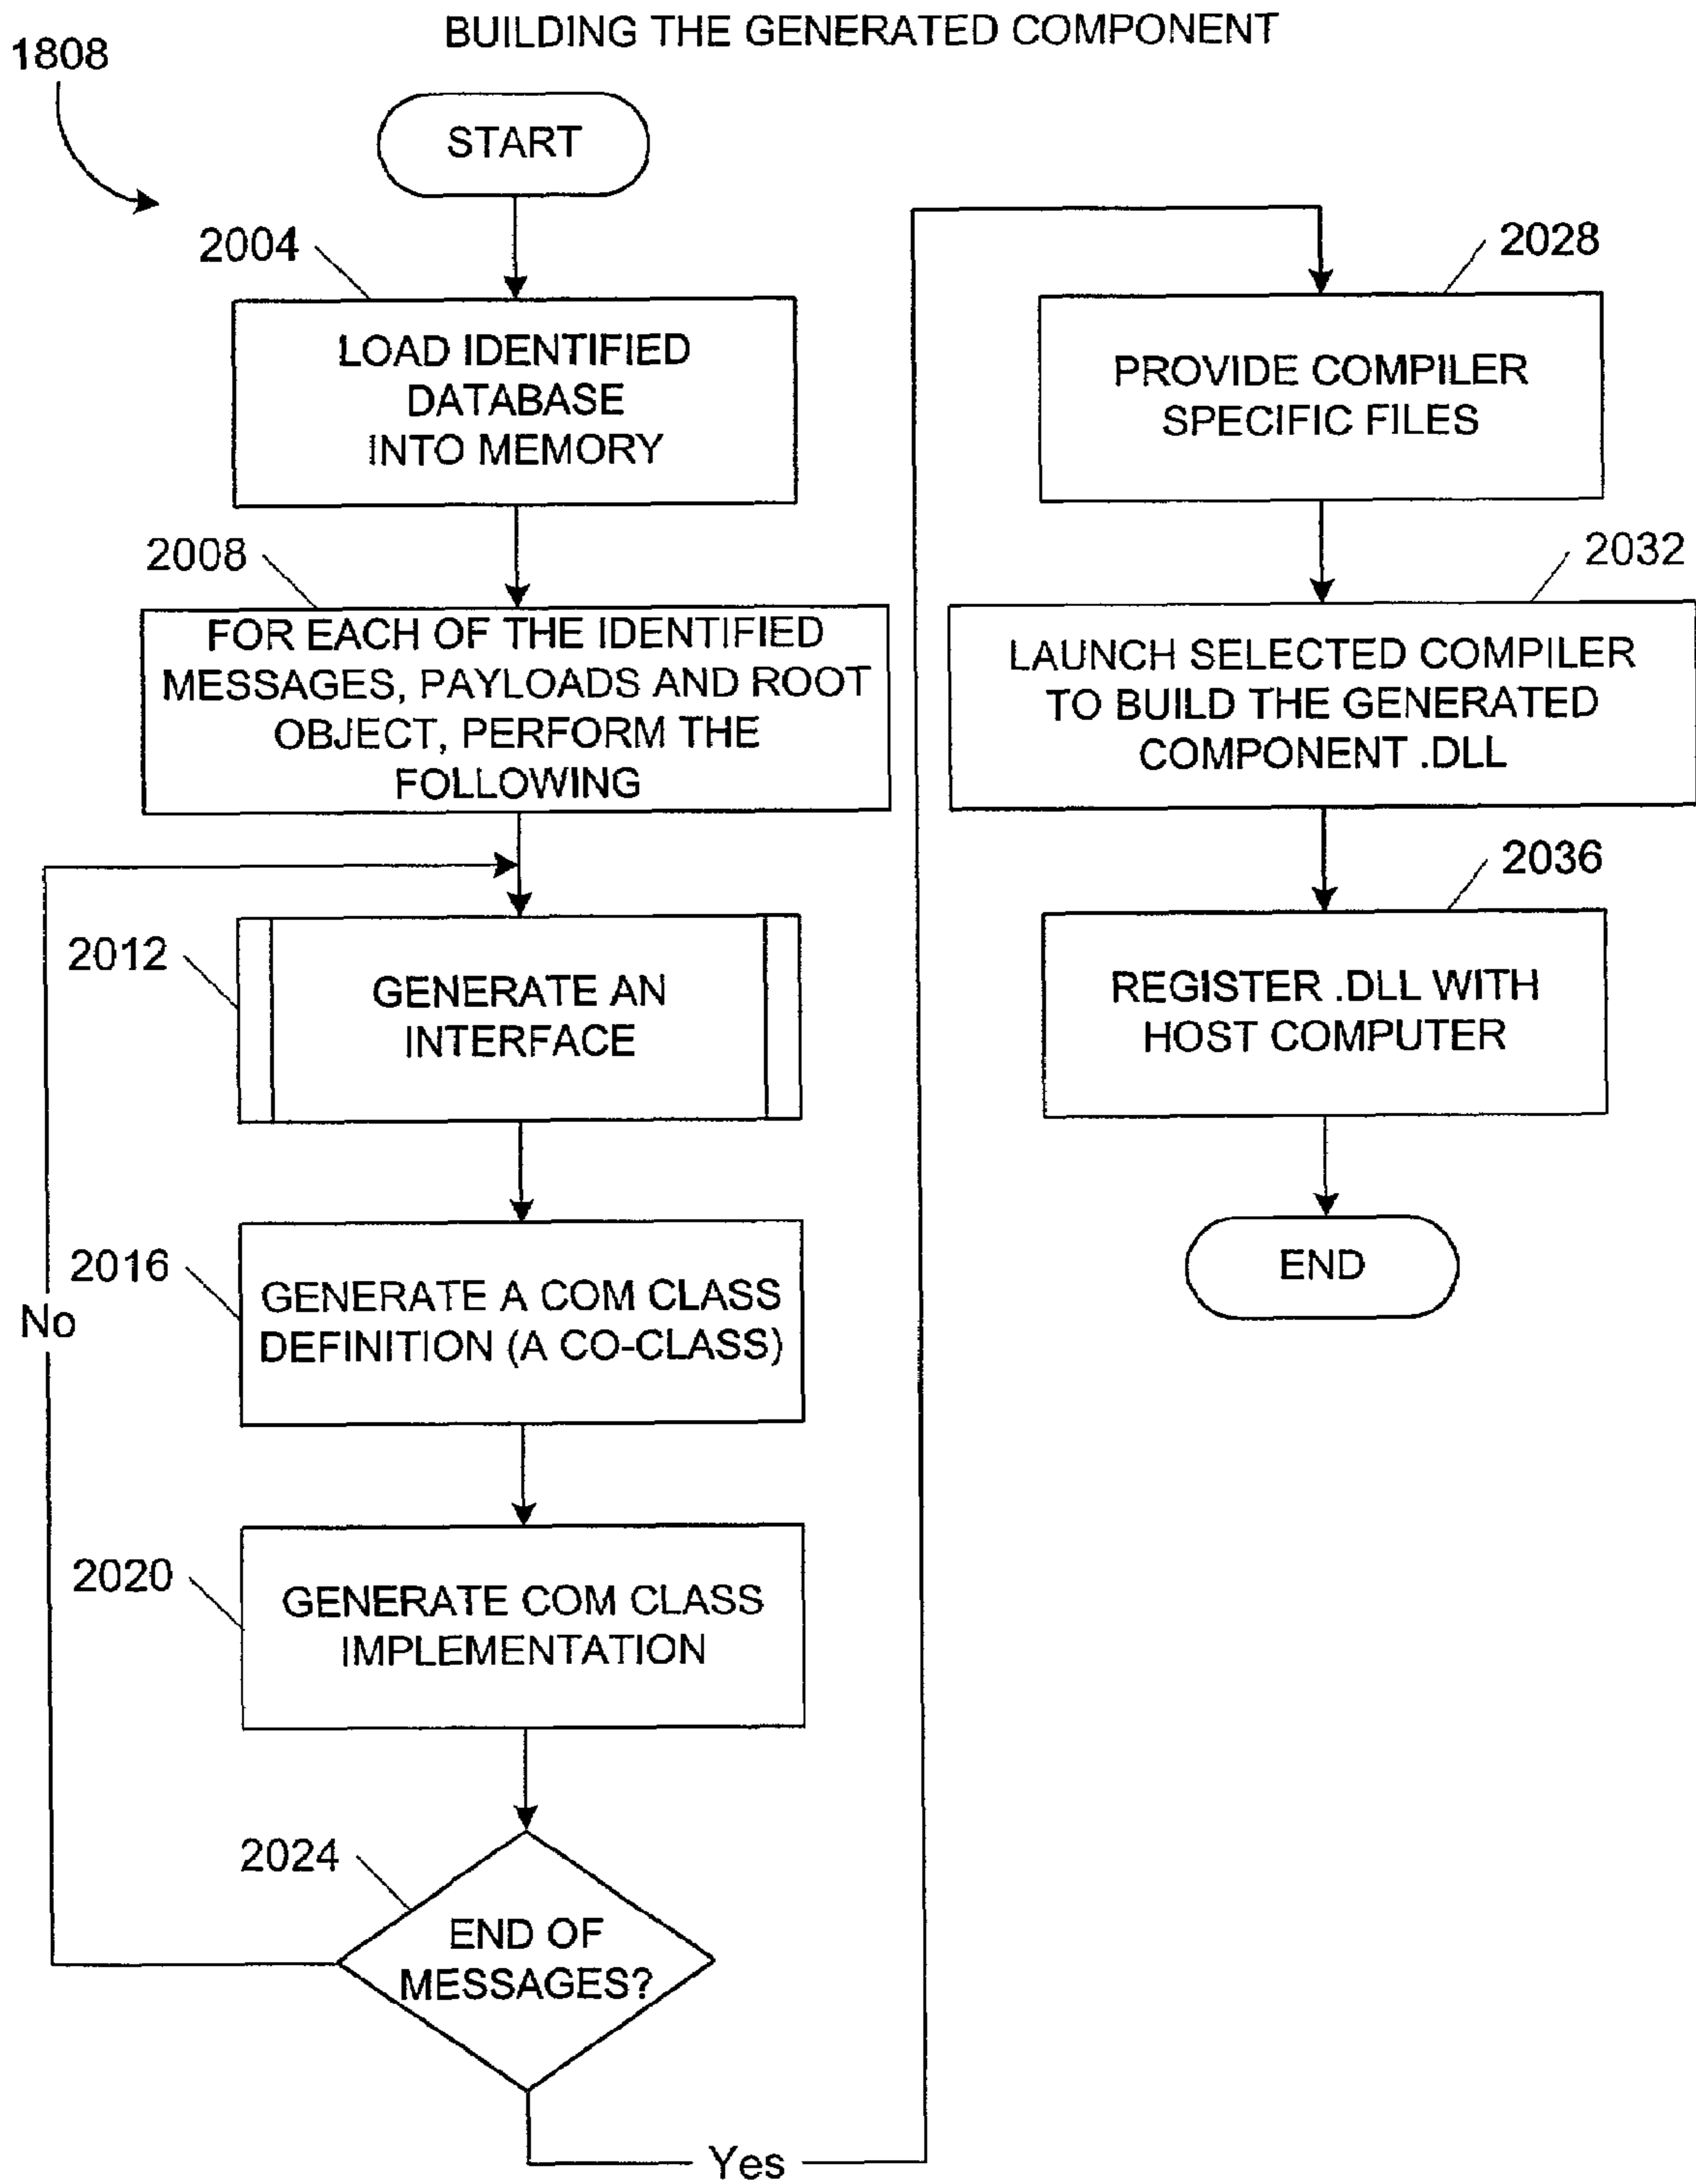 BUILDING THE GENERATED COMPONENT
1808
START
2004
LOAD IDENTIFIED
DATABASE
INTO MEMORY
2008
FOR EACH OF THE IDENTIFIED
MESSAGES, PAYLOADS AND ROOT
OBJECT, PERFORM THE
FOLLOWING
2012
GENERATE AN
INTERFACE
2016
GENERATE A COM CLASS
DEFINITION (A CO-CLASS)
No
2020
GENERATE COM CLASS
IMPLEMENTATION
2024
END OF
MESSAGES?
Yes
2028
PROVIDE COMPILER
SPECIFIC FILES
2032
LAUNCH SELECTED COMPILER
TO BUILD THE GENERATED
COMPONENT .DLL
2036
REGISTER .DLL WITH
HOST COMPUTER
END